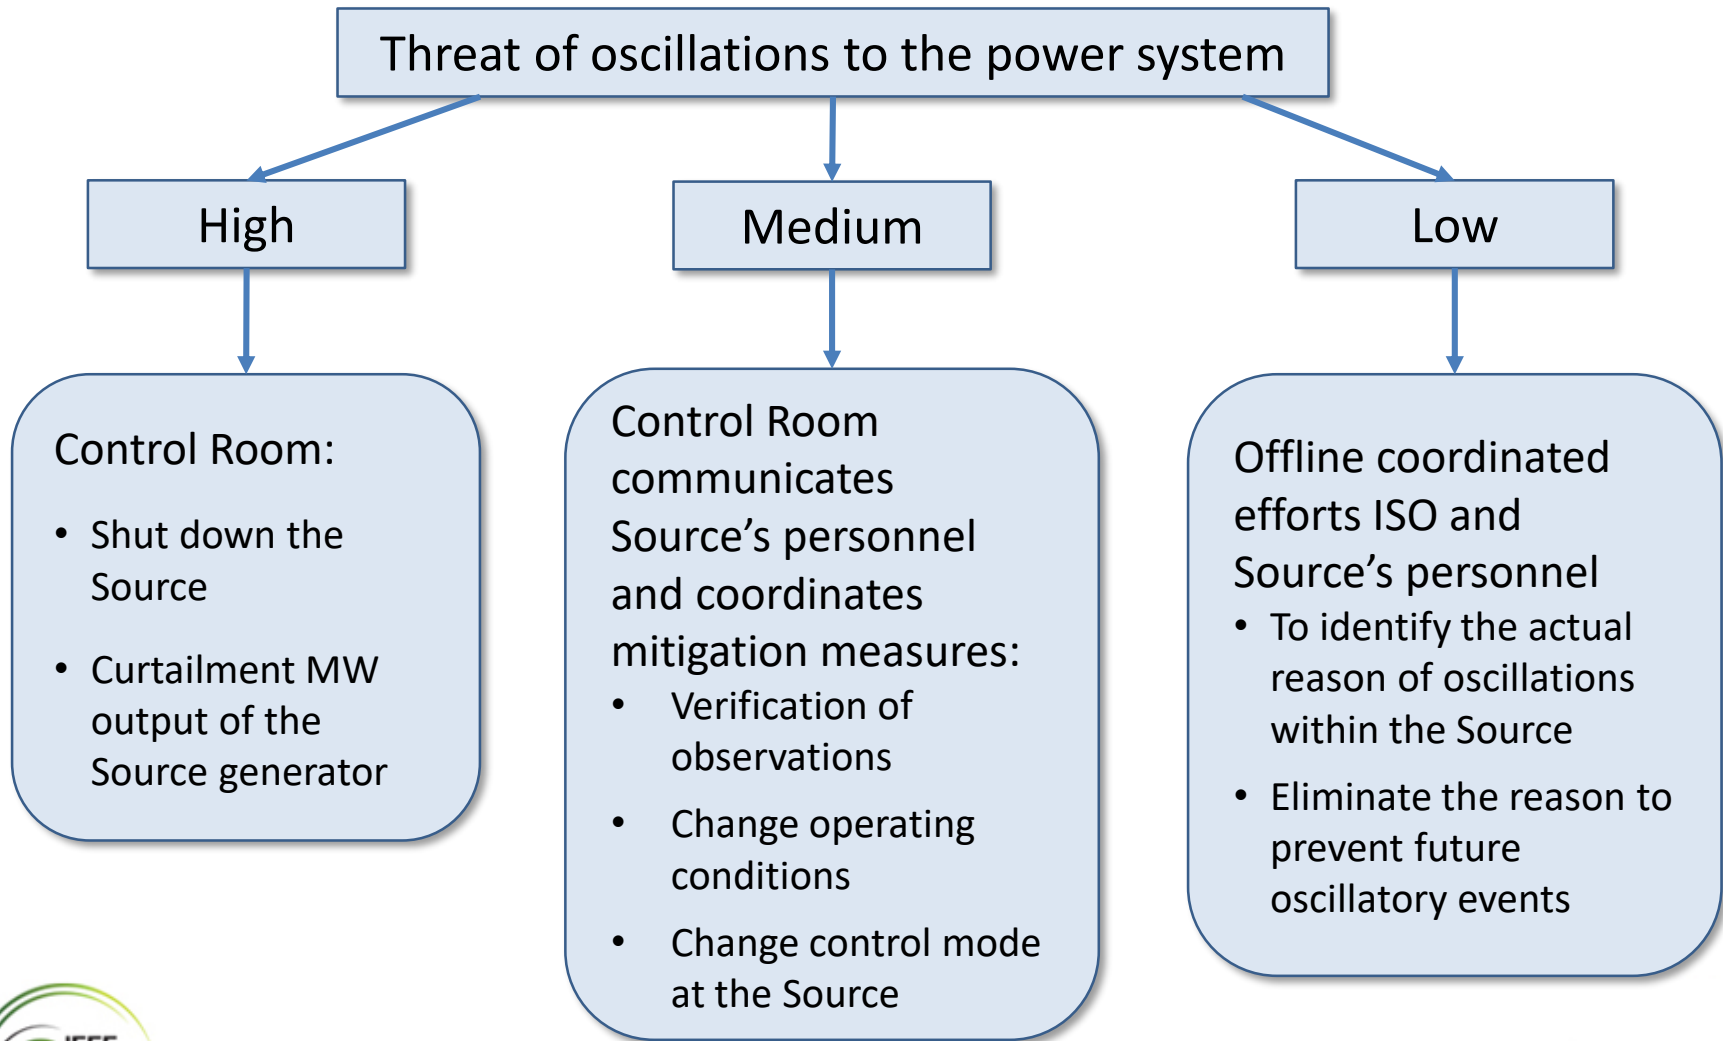 Threat of oscillations to the power system
High
Medium
Low
Control Room:
• Shut down the
Source
• Curtailment MW
output of the
Source generator
Control Room
communicates
Source’s personnel
and coordinates
mitigation measures:
• Verification of
observations
• Change operating
conditions
• Change control mode
at the Source
Offline coordinated
efforts ISO and
Source’s personnel
• To identify the actual
reason of oscillations
within the Source
• Eliminate the reason to
prevent future
oscillatory events